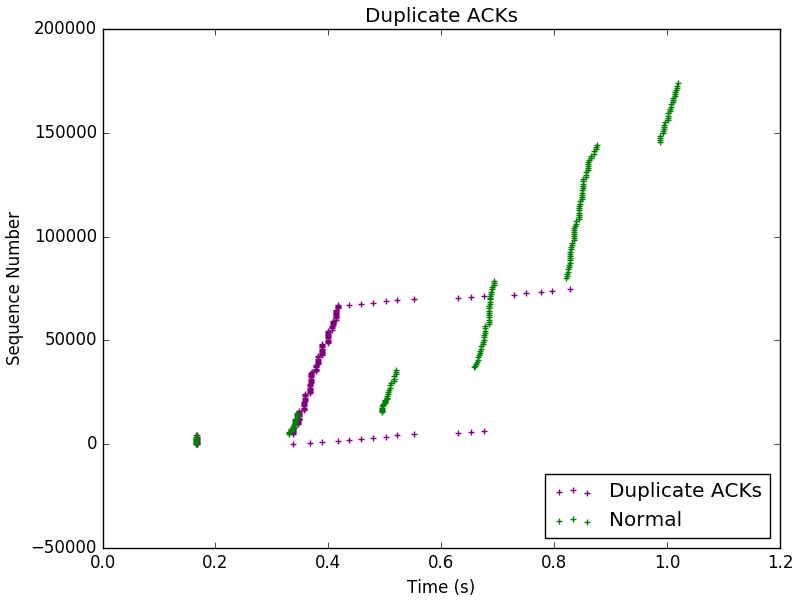 Duplicate ACKs
200000
150000
100000
50000
0
−50000
Sequence Number
0.0 0.2 0.4 0.6 0.8 1.0 1.2
Time (s)
Duplicate ACKs
Normal